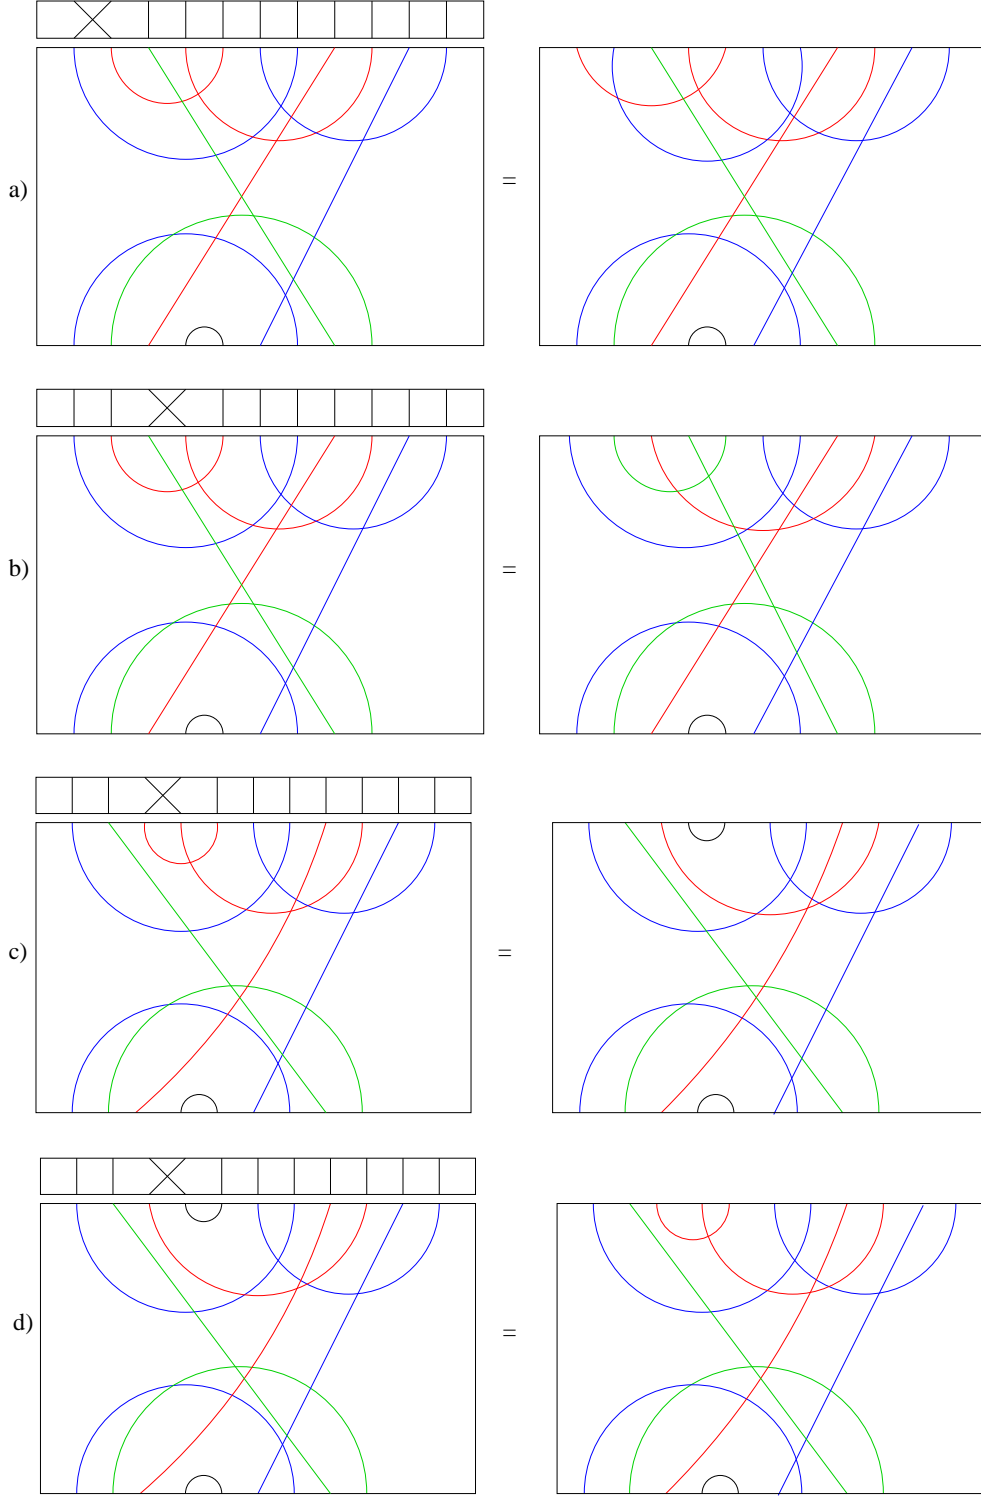 a)
=
b)
=
c)
=
d)
=